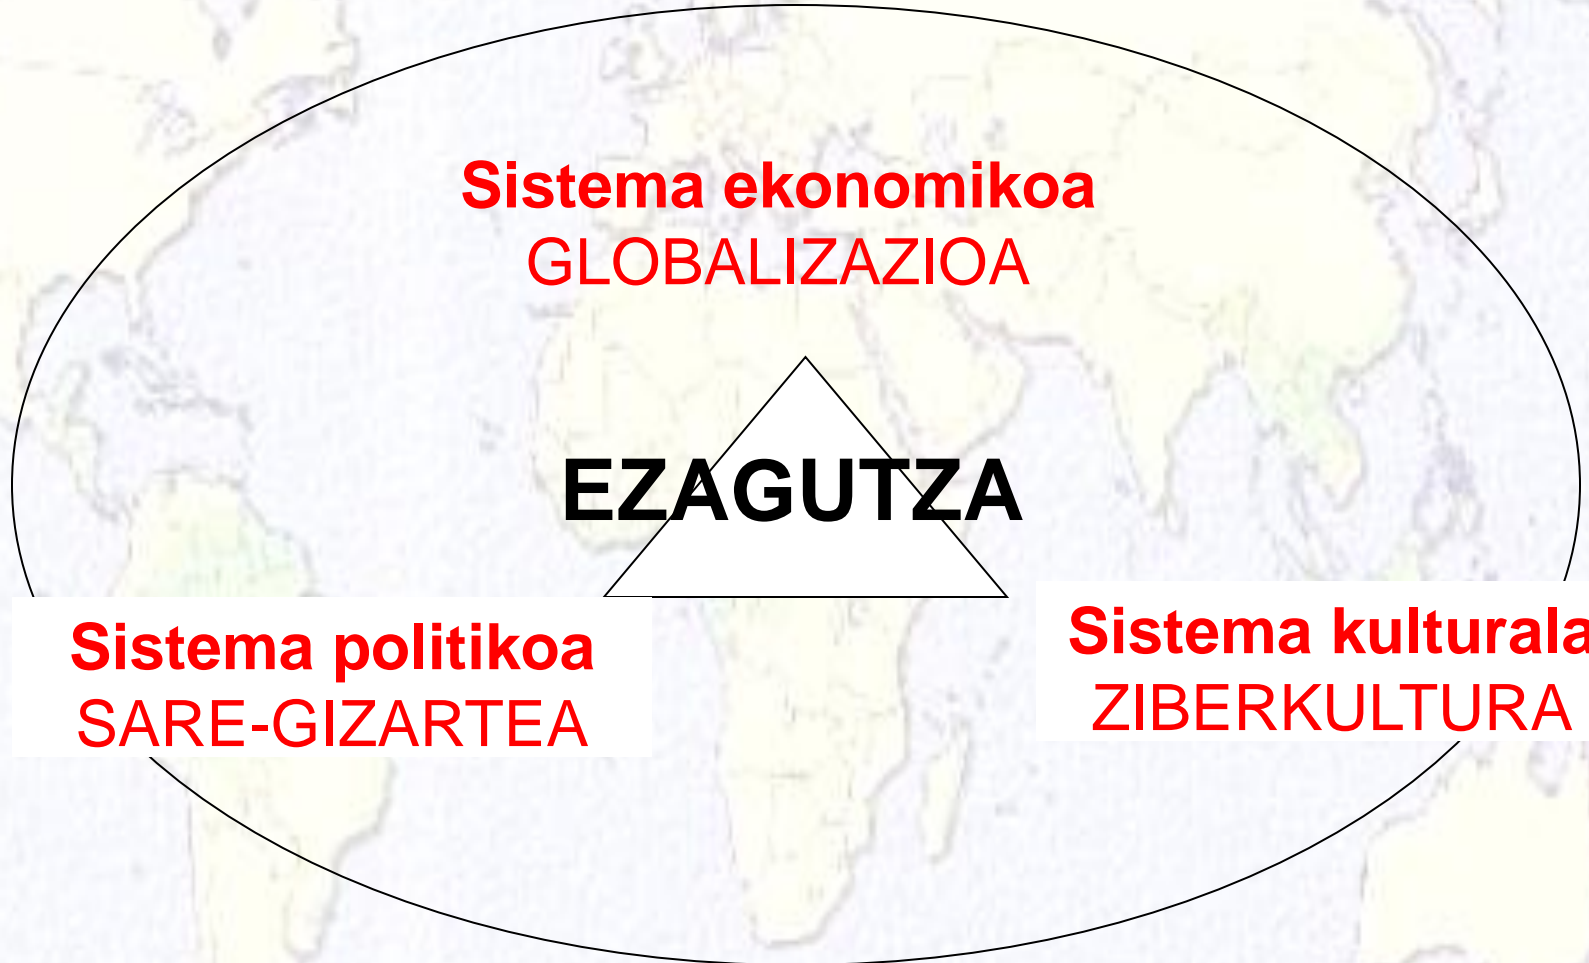 Sistema ekonomikoa
GLOBALIZAZIOA
EZAGUTZA
Sistema politikoa
SARE-GIZARTEA
Sistema kulturala
ZIBERKULTURA